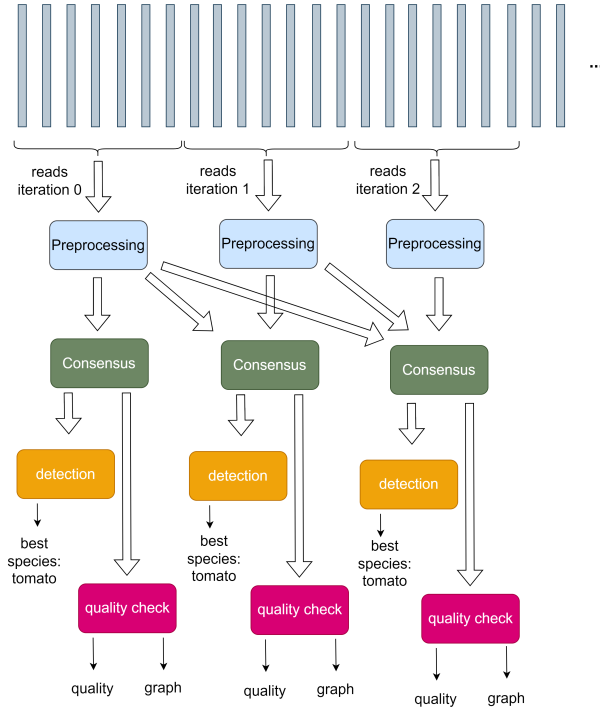 ...
reads
iteration 0
reads
iteration 1
reads
iteration 2
Preprocessing
Preprocessing
Preprocessing
Consensus
Consensus
Consensus
detection
detection
detection
best
species:
tomato
best
species:
tomato
best
species:
tomato
quality check
quality check
quality check
quality
graph
quality
graph
quality
graph